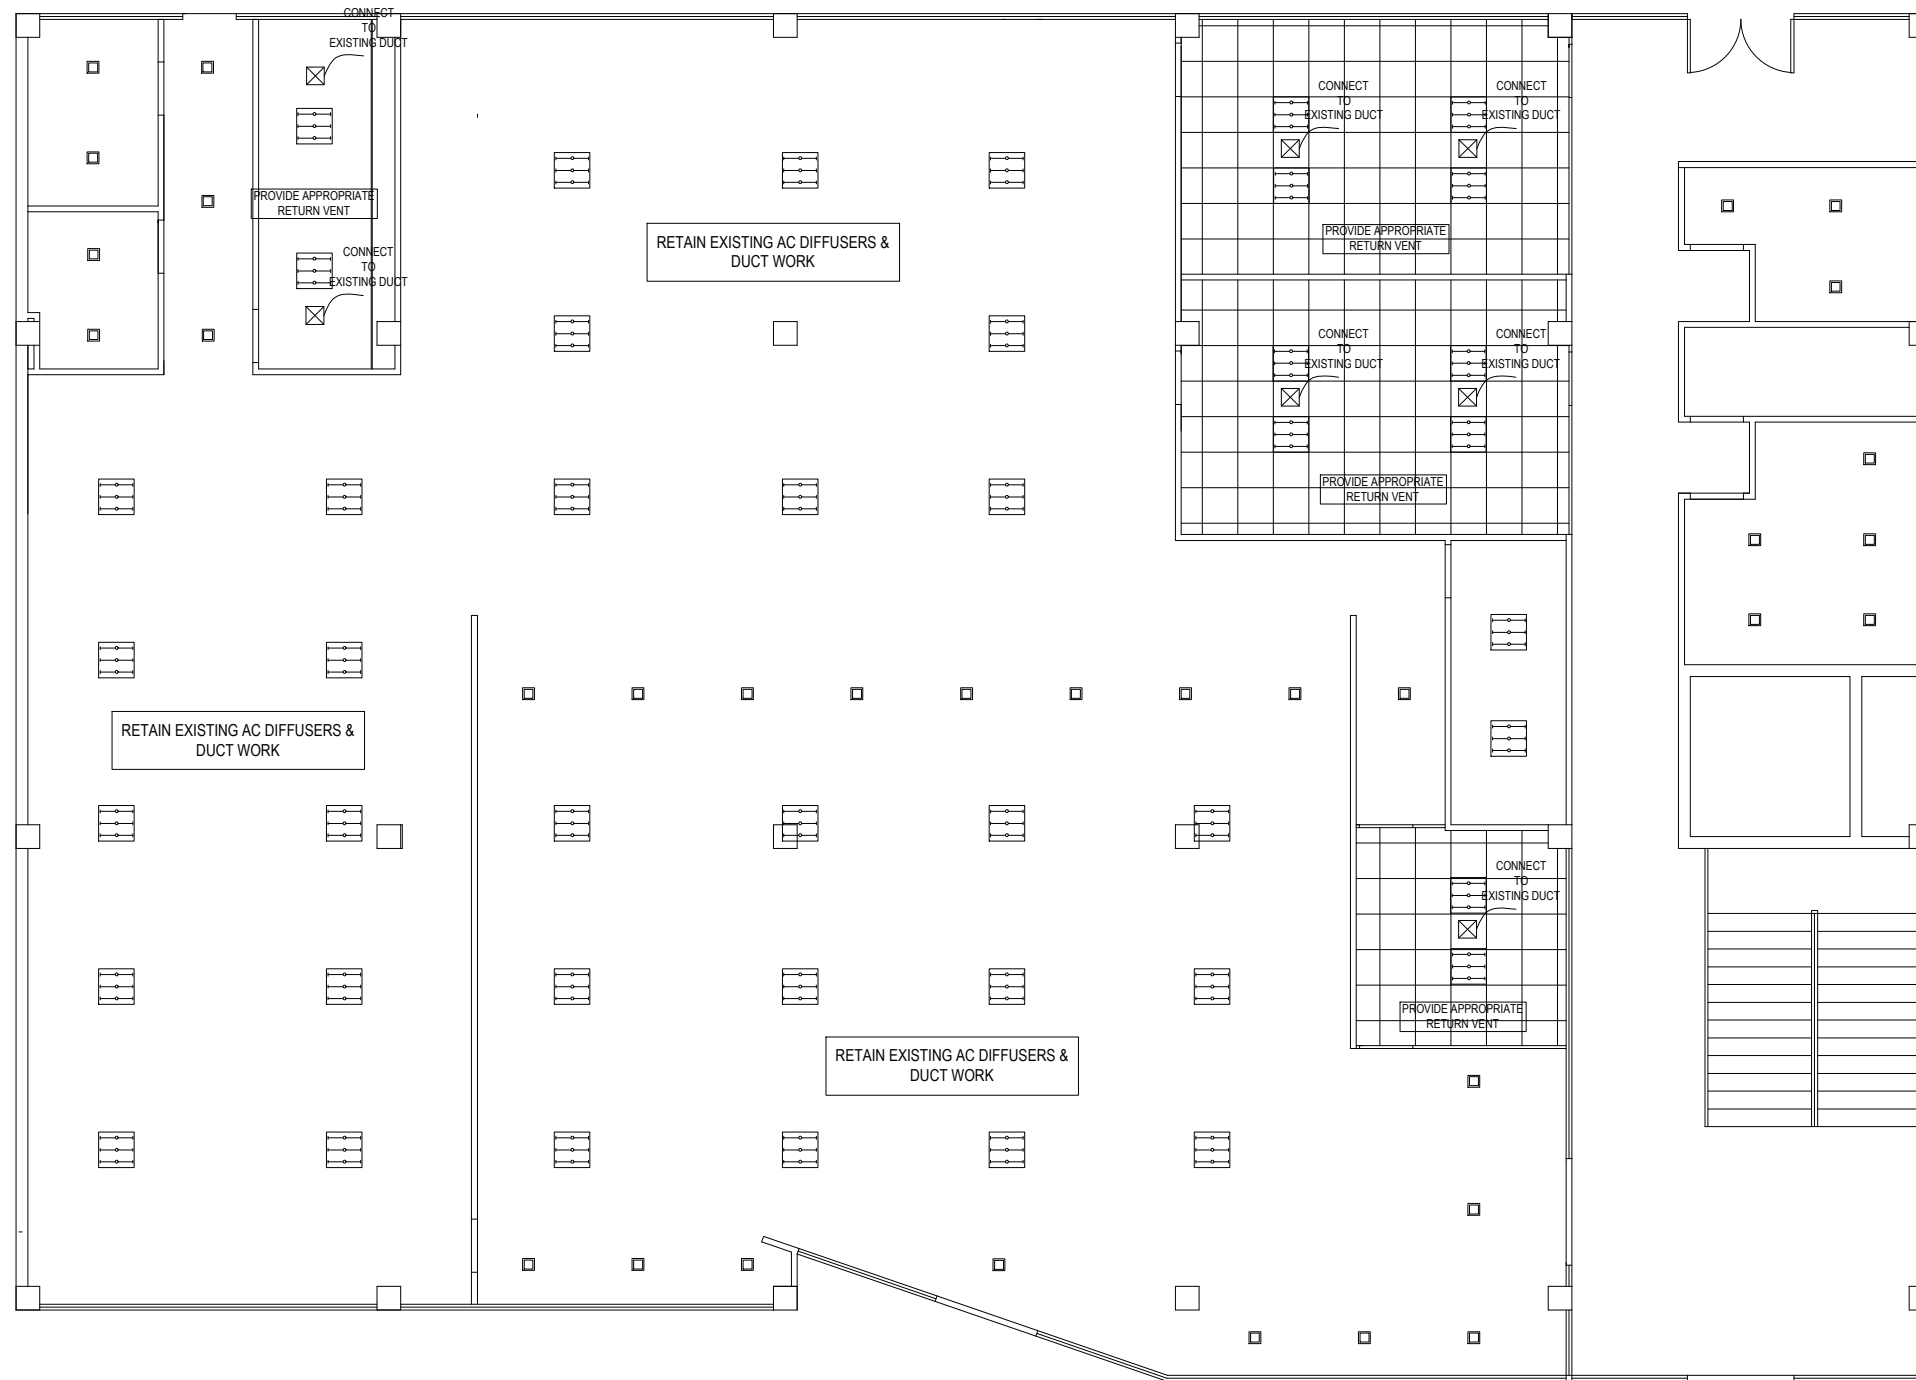 CONNECT
TO
EXISTING DUCT
CONNECT
TO
EXISTING DUCT
CONNECT
TO
EXISTING DUCT
PROVIDE APPROPRIATE
RETURN VENT
RETAIN EXISTING AC DIFFUSERS &
DUCT WORK
PROVIDE APPROPRIATE
RETURN VENT
CONNECT
TO
EXISTING DUCT
CONNECT
TO
EXISTING DUCT
CONNECT
TO
EXISTING DUCT
PROVIDE APPROPRIATE
RETURN VENT
RETAIN EXISTING AC DIFFUSERS &
DUCT WORK
CONNECT
TO
EXISTING DUCT
PROVIDE APPROPRIATE
RETURN VENT
RETAIN EXISTING AC DIFFUSERS &
DUCT WORK